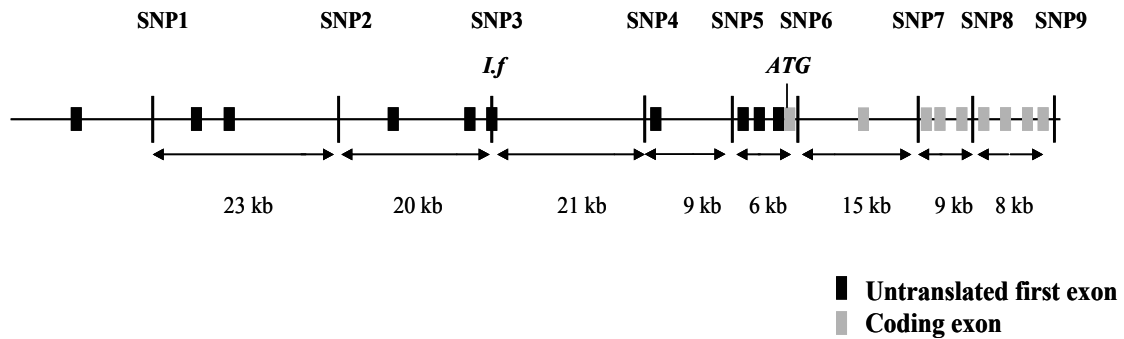 SNP1 SNP2 SNP3 SNP4 SNP5 SNP6 SNP7 SNP8 SNP9
I.f ATG
23 kb 20 kb 21 kb 9 kb 6 kb 15 kb 9 kb 8 kb
Untranslated first exon
Coding exon